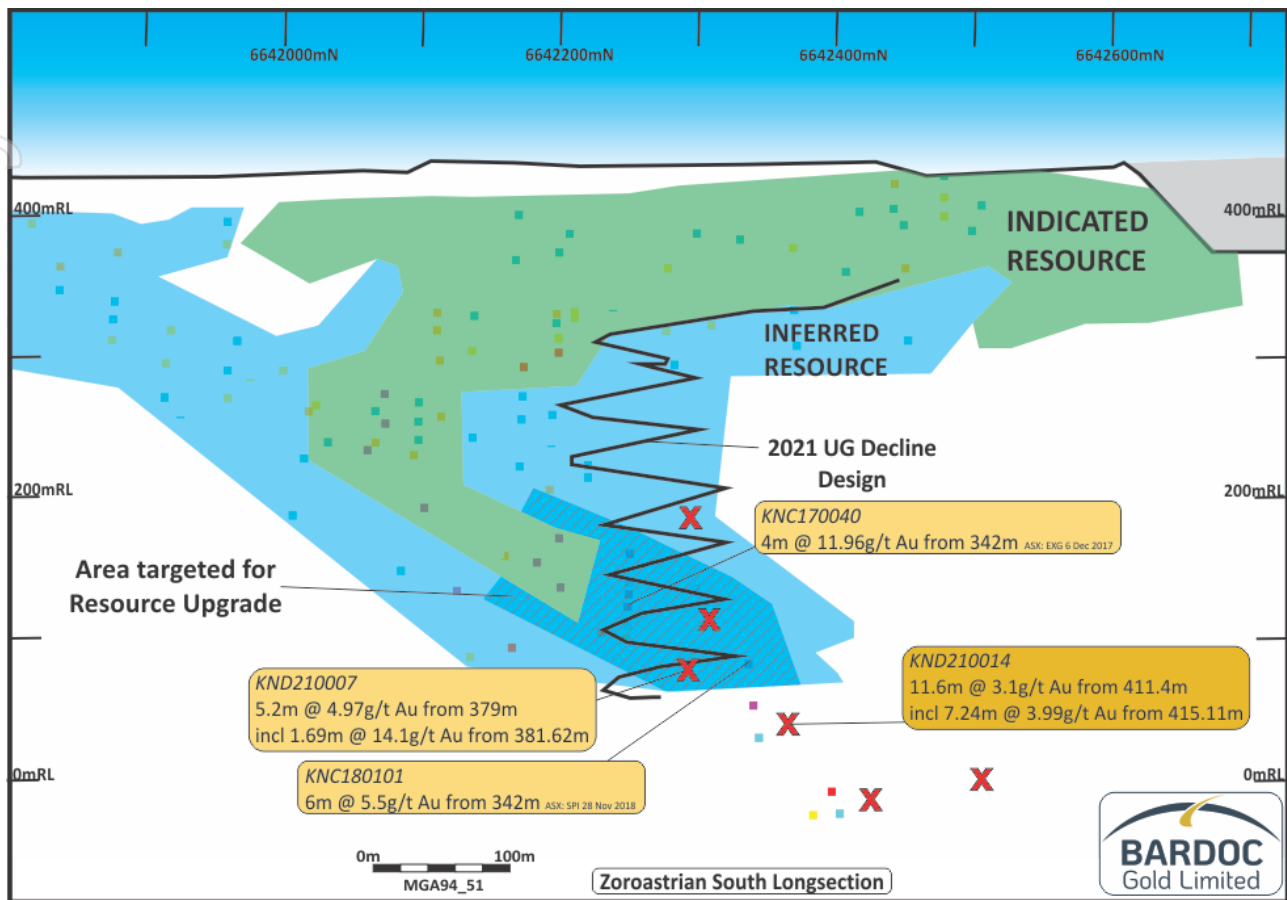 6642000mN
6642200mN
6642400mN
6642600mN
400mRL
400mRL
INDICATED
RESOURCE
INFERRED
RESOURCE
2021 UG Decline
Design
200mRL
200mRL
KNC170040
4m @ 11.96g/t Au from 342m ASX: EXG 6 Dec 2017
Area targeted for
Resource Upgrade
KND210014
11.6m @ 3.1g/t Au from 411.4m
incl 7.24m @ 3.99g/t Au from 415.11m
KND210007
5.2m @ 4.97g/t Au from 379m
incl 1.69m @ 14.1g/t Au from 381.62m
KNC180101
6m @ 5.5g/t Au from 342m ASX: SPI 28 Nov 2018
0mRL
0mRL
0m
100m
MGA94_51
Zoroastrian South Longsection
BARDOC
Gold Limited